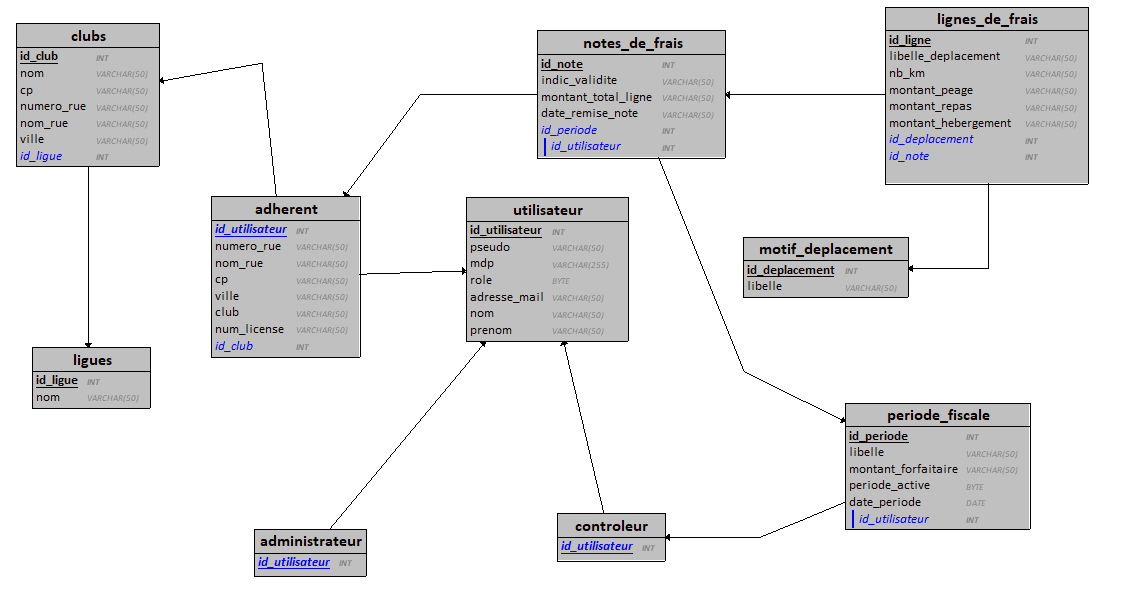 clubs
id_club INT
nom VARCHAR(50)
cp VARCHAR(50)
numero_rue VARCHAR(50)
nom_rue VARCHAR(50)
ville VARCHAR(50)
id_ligue INT
notes_de_frais
id_note INT
indic_validite VARCHAR(50)
montant_total_ligne VARCHAR(50)
date_remise_note VARCHAR(50)
id_periode INT
id_utilisateur INT
lignes_de_frais
id_ligne INT
libelle_deplacement VARCHAR(50)
nb_km VARCHAR(50)
montant_peage VARCHAR(50)
montant_repas VARCHAR(50)
montant_hebergement VARCHAR(50)
id_deplacement INT
id_note INT
adherent
id_utilisateur INT
numero_rue VARCHAR(50)
nom_rue VARCHAR(50)
cp VARCHAR(50)
ville VARCHAR(50)
club VARCHAR(50)
num_license VARCHAR(50)
id_club INT
utilisateur
id_utilisateur INT
pseudo VARCHAR(50)
mdp VARCHAR(255)
role BYTE
adresse_mail VARCHAR(50)
nom VARCHAR(50)
prenom VARCHAR(50)
motif_deplacement
id_deplacement INT
libelle VARCHAR(50)
ligues
id_ligue INT
nom VARCHAR(50)
periode_fiscale
id_periode INT
libelle VARCHAR(50)
montant_forfaitaire VARCHAR(50)
periode_active BYTE
date_periode DATE
id_utilisateur INT
administrateur
id_utilisateur INT
controleur
id_utilisateur INT